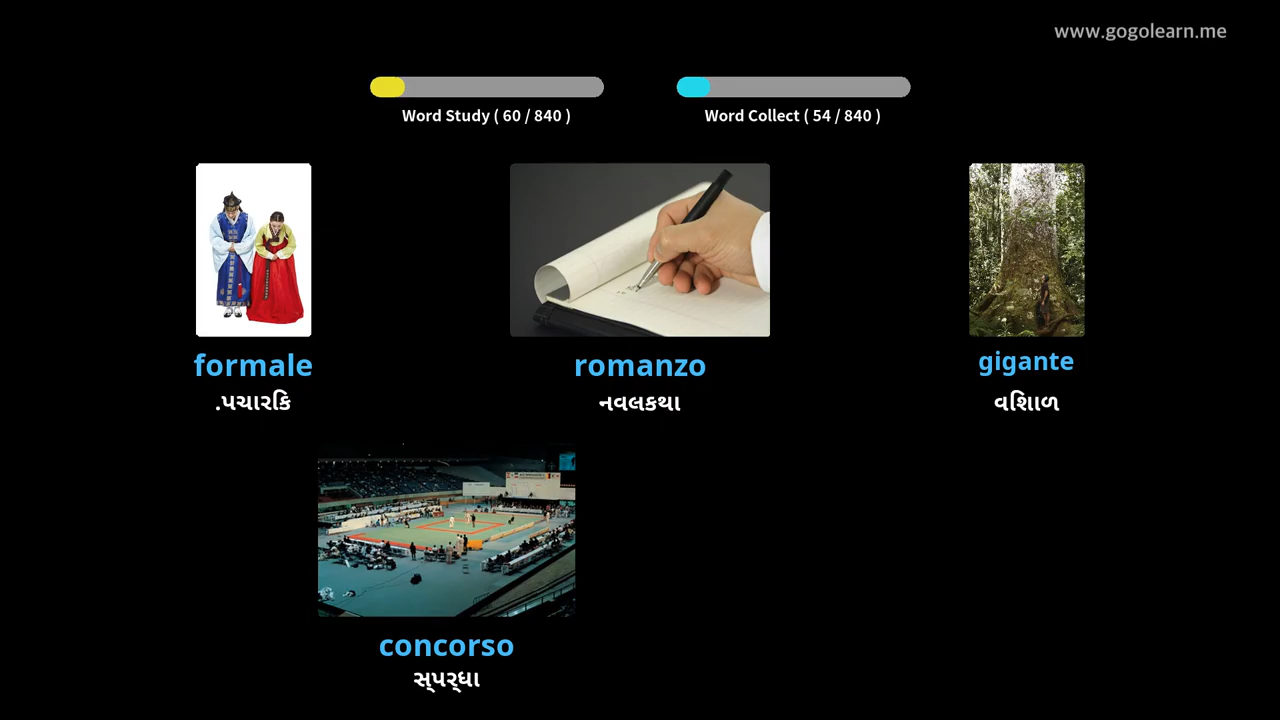 www.gogolearn.me
Word Study ( 60 / 840 )
Word Collect ( 54 / 840 )
formale
.પચારકિ
romanzo
નવલકથા
gigante
વશિાળ
concorso
સ્પર્ધા